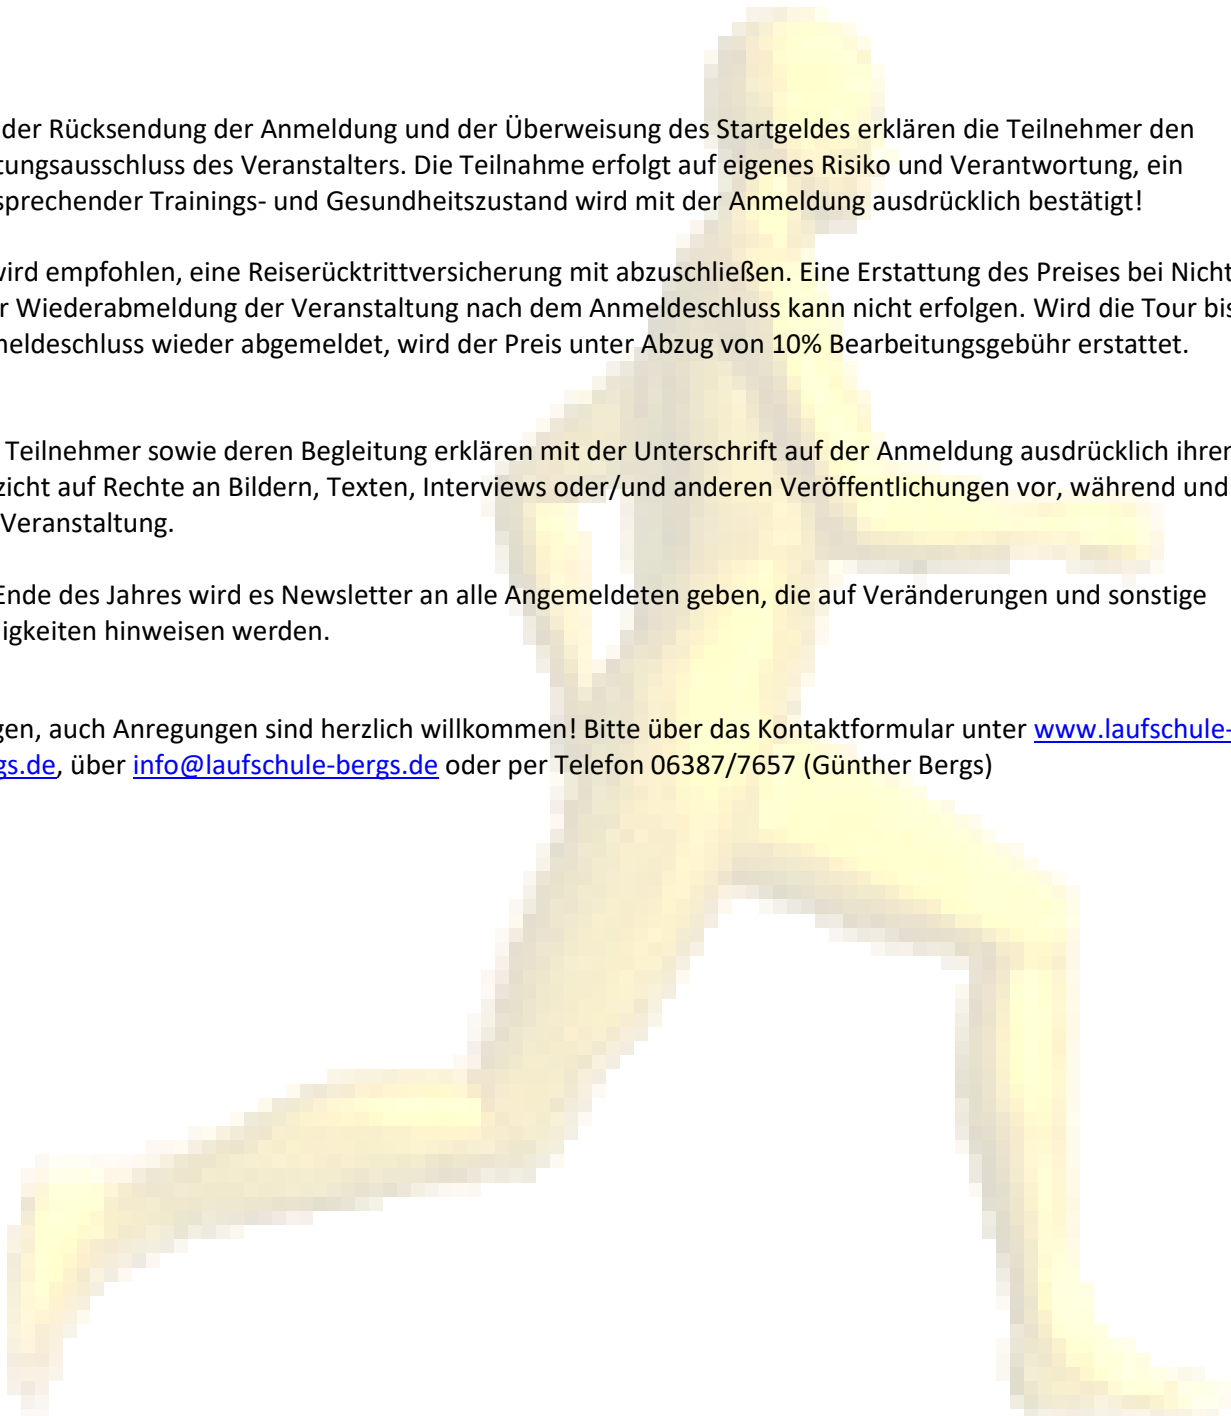 der Rücksendung der Anmeldung und der Überweisung des Startgeldes erklären die Teilnehmer den
tungsausschluss des Veranstalters. Die Teilnahme erfolgt auf eigenes Risiko und Verantwortung, ein
sprechender Trainings- und Gesundheitszustand wird mit der Anmeldung ausdrücklich bestätigt!
wird empfohlen, eine Reiserücktrittversicherung mit abzuschließen. Eine Erstattung des Preises bei Nicht
r Wiederabmeldung der Veranstaltung nach dem Anmeldeschluss kann nicht erfolgen. Wird die Tour bis
meldeschluss wieder abgemeldet, wird der Preis unter Abzug von 10% Bearbeitungsgebühr erstattet.
Teilnehmer sowie deren Begleitung erklären mit der Unterschrift auf der Anmeldung ausdrücklich ihren
zicht auf Rechte an Bildern, Texten, Interviews oder/und anderen Veröffentlichungen vor, während und
Veranstaltung.
Ende des Jahres wird es Newsletter an alle Angemeldeten geben, die auf Veränderungen und sonstige
igkeiten hinweisen werden.
gen, auch Anregungen sind herzlich willkommen! Bitte über das Kontaktformular unter www.laufschule-
gs.de, über info@laufschule-bergs.de oder per Telefon 06387/7657 (Günther Bergs)